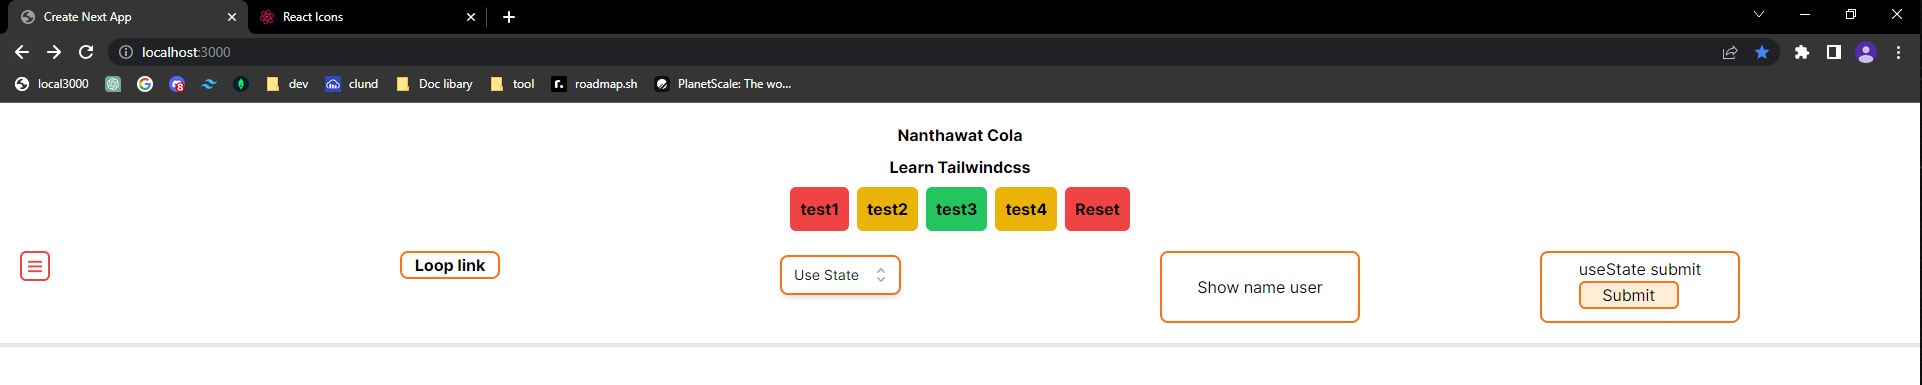 Create Next App
React Icons
localhost:3000
local3000
8
dev
clund
Doc libary
tool
r.
roadmap.sh
PlanetScale: The wo...
Nanthawat Cola
Learn Tailwindcss
test1
test2
test3
test4
Reset
Loop link
Use State
Show name user
useState submit
Submit